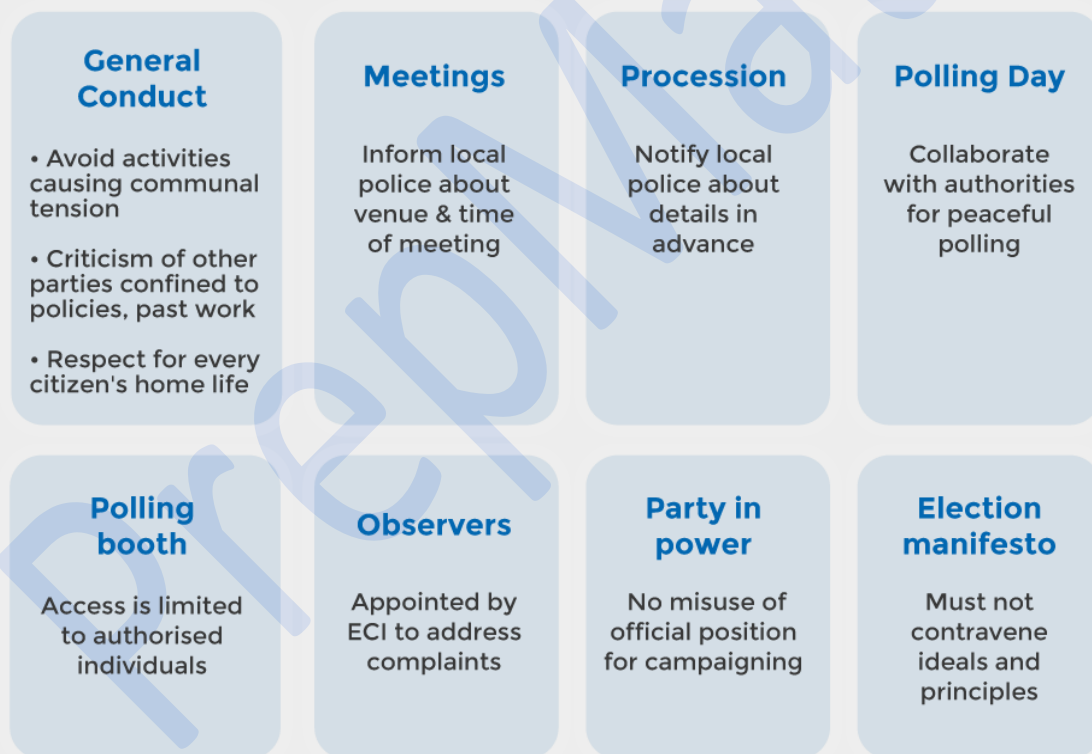 General
Conduct
• Avoid activities
causing communal
tension
• Criticism of other
parties confined to
policies, past work
• Respect for every
citizen's home life
Meetings
Inform local
police about
venue & time
of meeting
Procession
Notify local
police about
details in
advance
Polling Day
Collaborate
with authorities
for peaceful
polling
Polling
booth
Access is limited
to authorised
individuals
Observers
Appointed by
ECI to address
complaints
Party in
power
No misuse of
official position
for campaigning
Election
manifesto
Must not
contravene
ideals and
principles